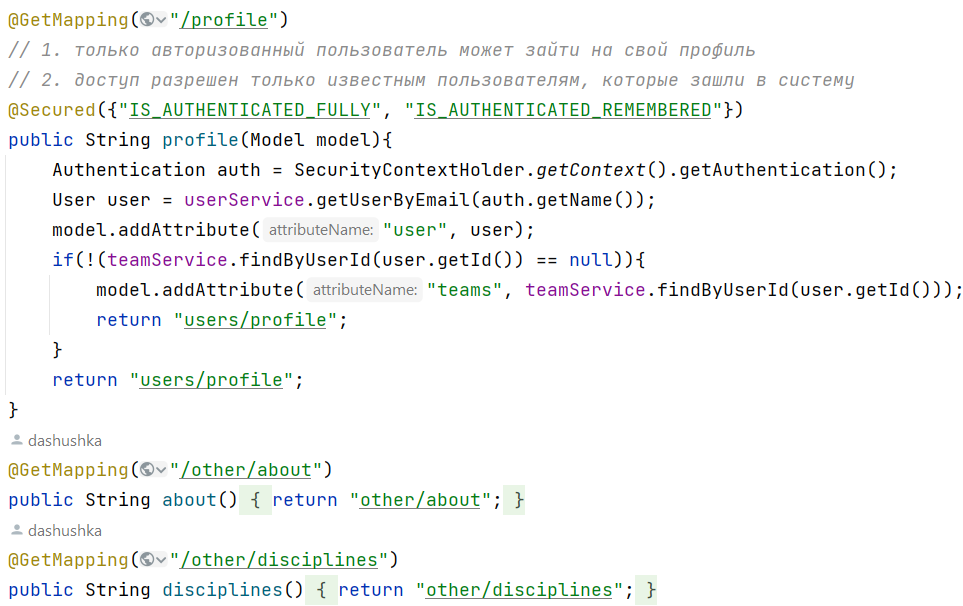 @GetMapping("/profile")
// 1. только авторизованный пользователь может зайти на свой профиль
// 2. доступ разрешен только известным пользователям, которые зашли в систему
@Secured({"IS_AUTHENTICATED_FULLY", "IS_AUTHENTICATED_REMEMBERED"})
public String profile(Model model){
    Authentication auth = SecurityContextHolder.getContext().getAuthentication();
    User user = userService.getUserByEmail(auth.getName());
    model.addAttribute( attributeName: "user", user);
    if(!(teamService.findByUserId(user.getId()) == null)){
        model.addAttribute( attributeName: "teams", teamService.findByUserId(user.getId()));
        return "users/profile";
    }
    return "users/profile";
}
dashushka
@GetMapping("/other/about")
public String about() { return "other/about"; }
dashushka
@GetMapping("/other/disciplines")
public String disciplines() { return "other/disciplines"; }